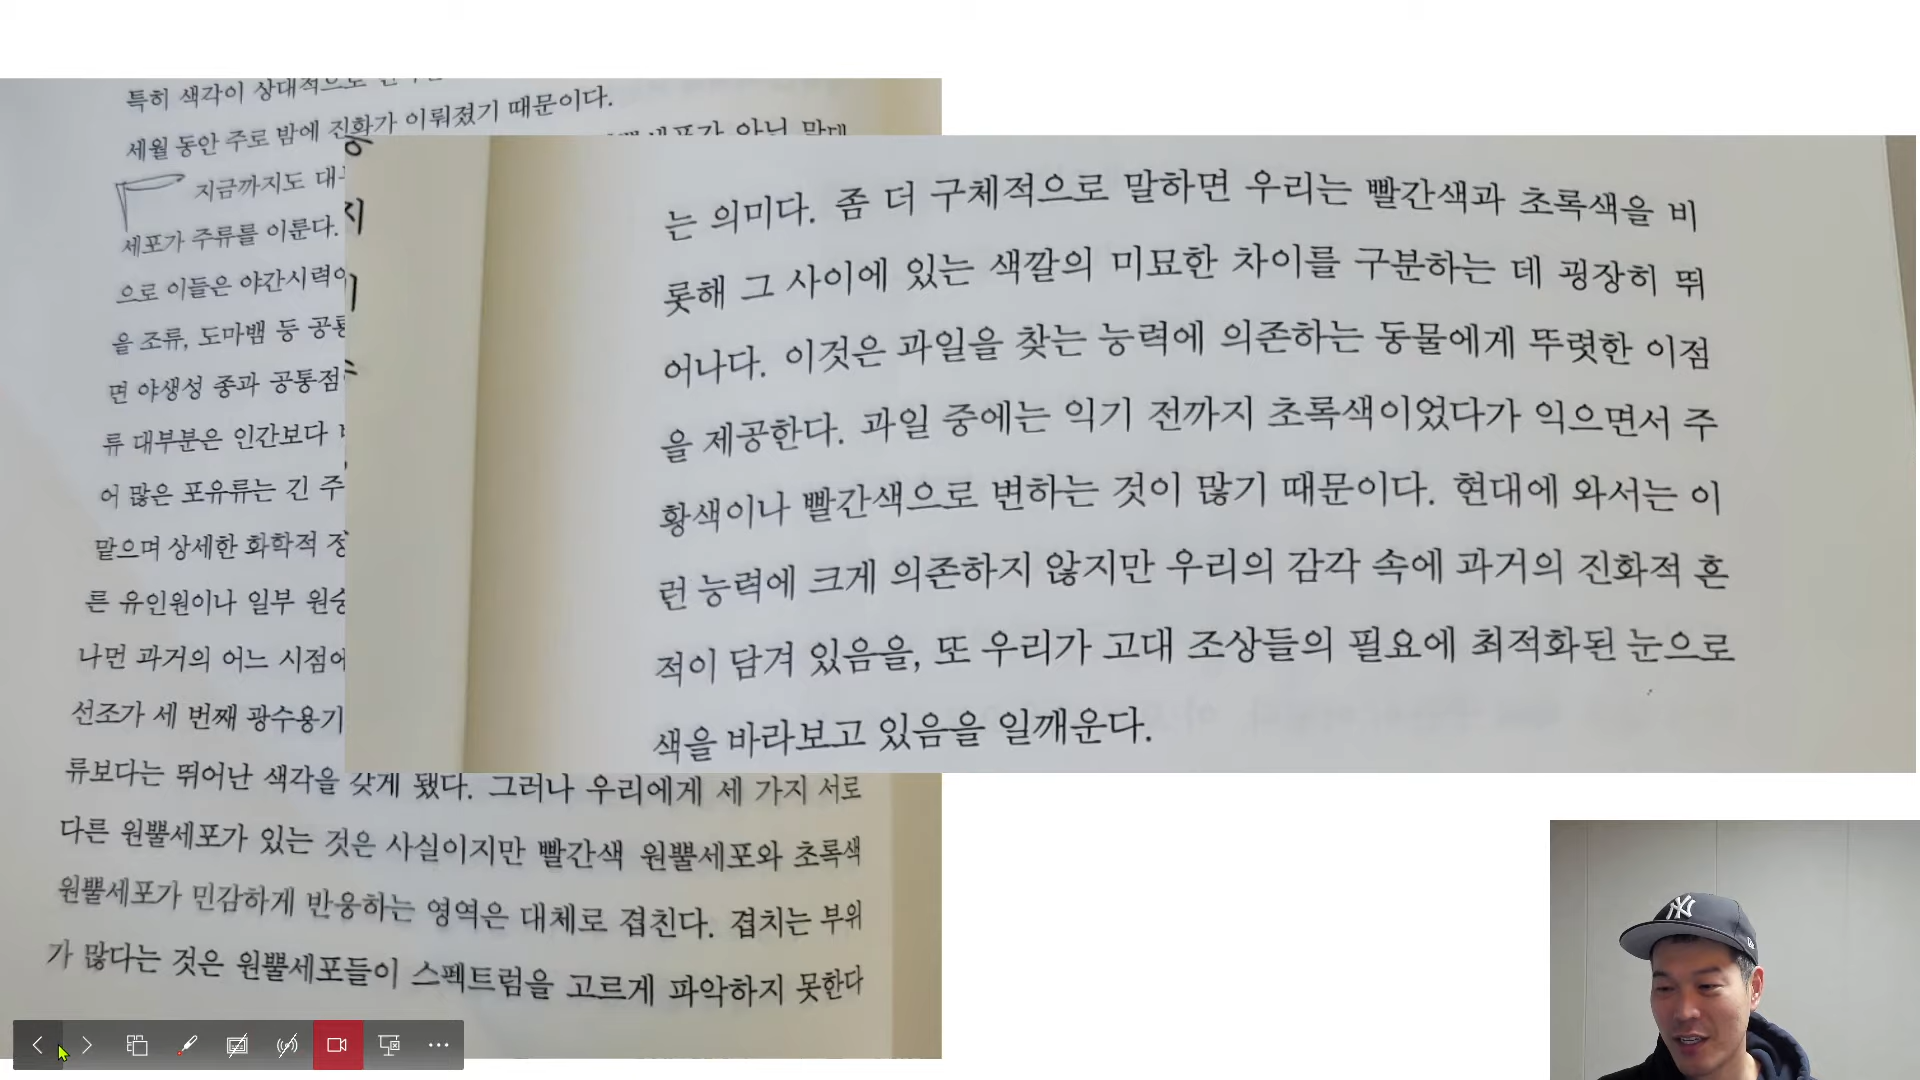 특히 색각이 상대적으로
세월 동안 주로 밤에 진화가 이뤄졌기 때문이다.
지금까지도
세포가 주류를 이룬다.
으로 이들은 야간시력이
을 조류, 도마뱀 등
면 야생성 종과 공통점
류 대부분은 인간보다
어 많은 포유류는 긴 주
맡으며 상세한 화학적
른 유인원이나 일부
나먼 과거의 어느 시점에
선조가 세 번째 광수용기
류보다는 뛰어난 색각을 갖게 됐다. 그러나 우리에게 세 가지 서로
다른 원뿔세포가 있는 것은 사실이지만 빨간색 원뿔세포와 초록색
원뿔세포가 민감하게 반응하는 영역은 대체로 겹친다. 겹치는 부위
가 많다는 것은 원뿔세포들이 스펙트럼을 고르게 파악하지 못한다
는 의미다. 좀 더 구체적으로 말하면 우리는 빨간색과 초록색을 비
롯해 그 사이에 있는 색깔의 미묘한 차이를 구분하는 데 굉장히 뛰
어나다. 이것은 과일을 찾는 능력에 의존하는 동물에게 뚜렷한 이점
을 제공한다. 과일 중에는 익기 전까지 초록색이었다가 익으면서 주
황색이나 빨간색으로 변하는 것이 많기 때문이다. 현대에 와서는 이
런 능력에 크게 의존하지 않지만 우리의 감각 속에 과거의 진화적 흔
적이 담겨 있음을, 또 우리가 고대 조상들의 필요에 최적화된 눈으로
색을 바라보고 있음을 일깨운다.
NY